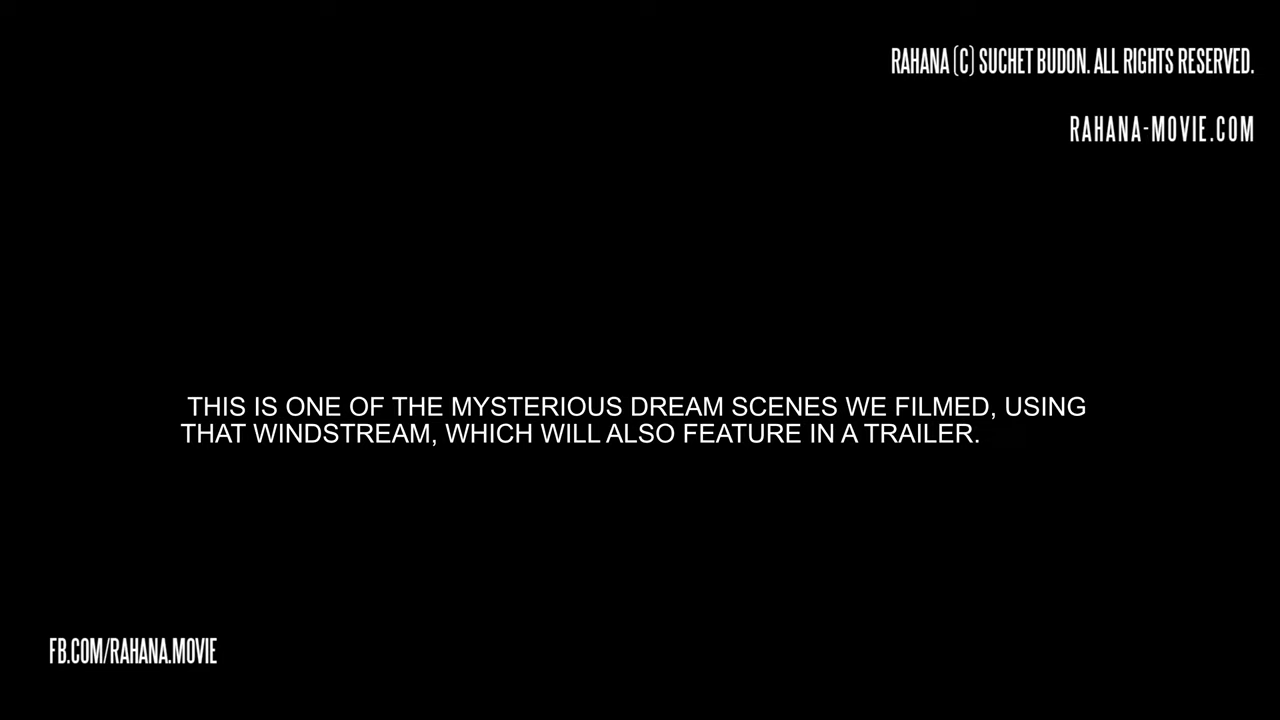 RAHANA (C) SUCHET BUDON. ALL RIGHTS RESERVED.
RAHANA-MOVIE.COM
THIS IS ONE OF THE MYSTERIOUS DREAM SCENES WE FILMED, USING
THAT WINDSTREAM, WHICH WILL ALSO FEATURE IN A TRAILER.
FB.COM/RAHANA.MOVIE